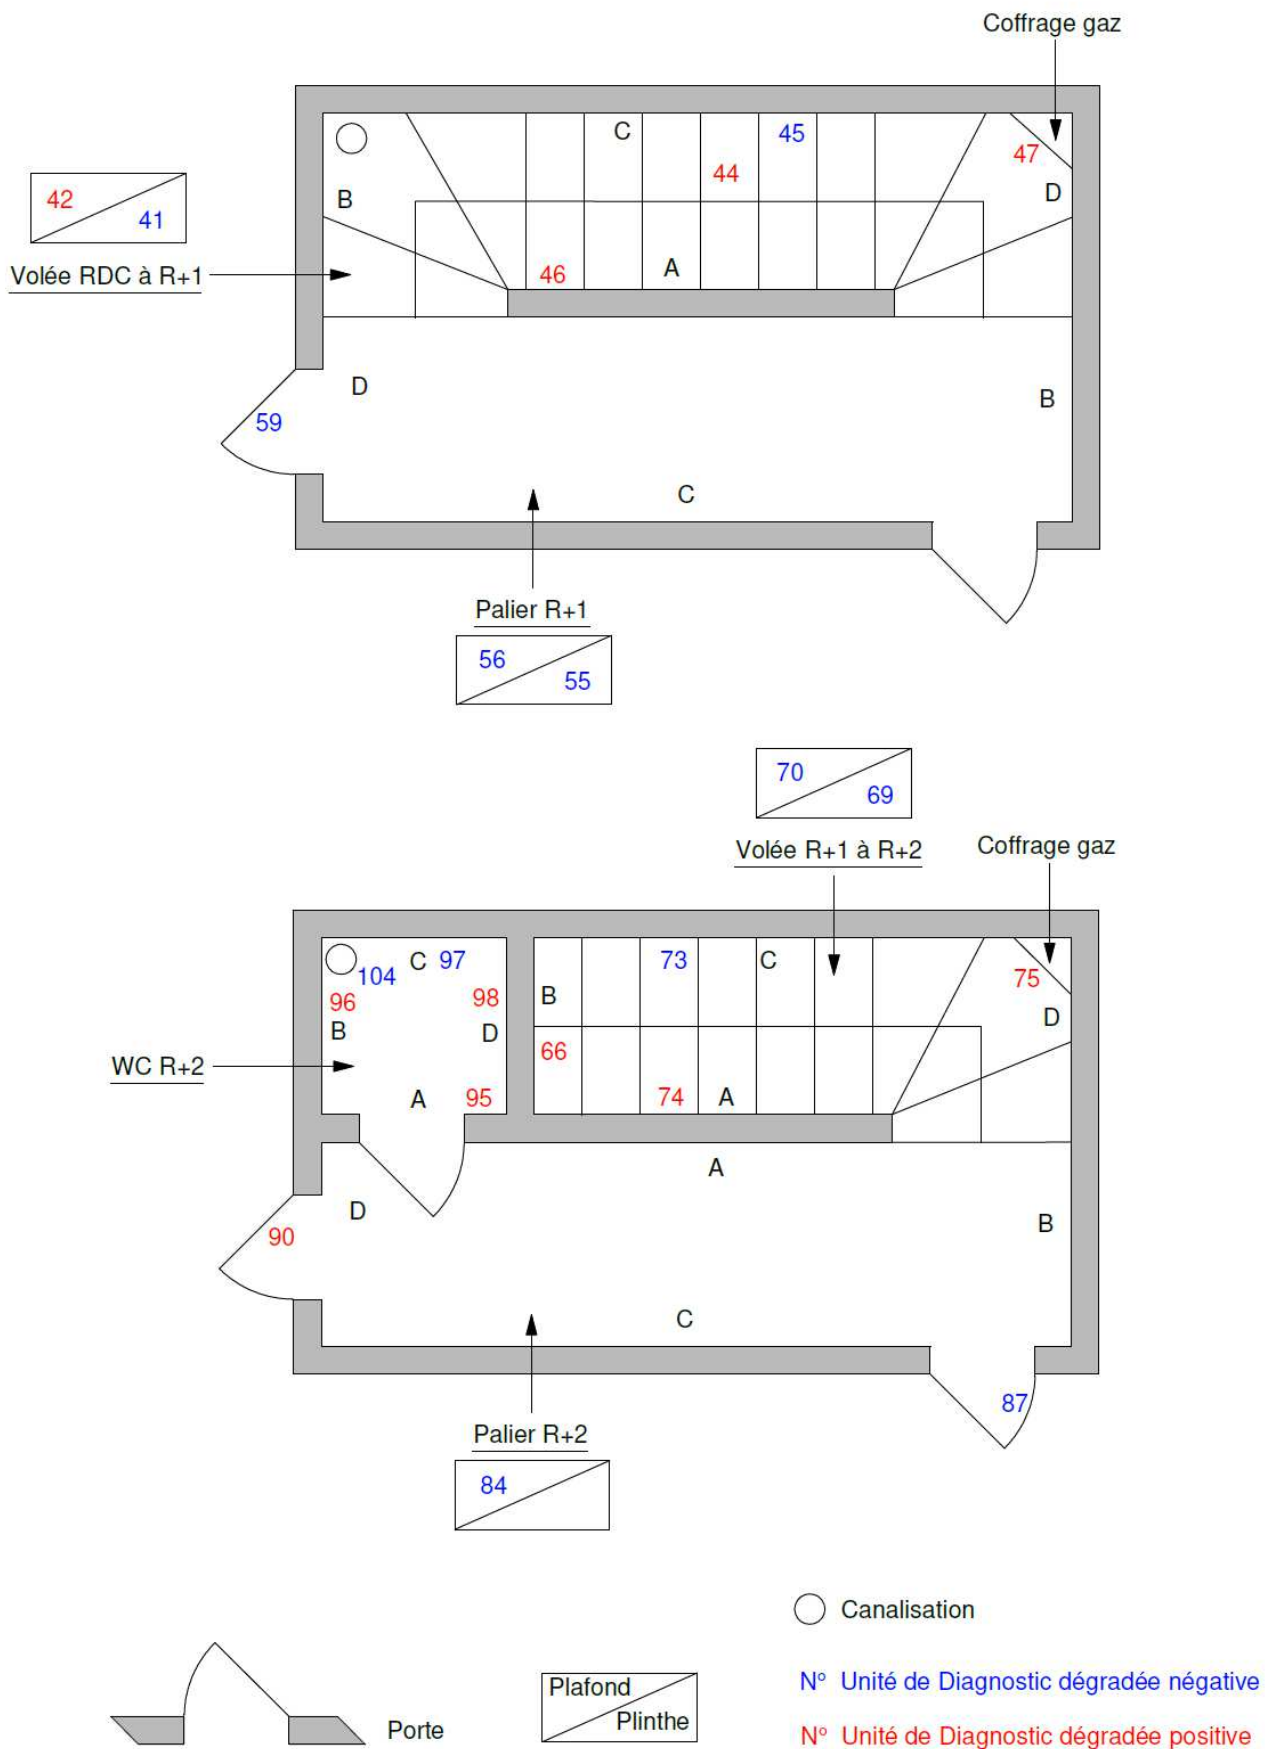 Coffrage gaz
C
45
44
47
B
D
42
41
Volée RDC à R+1
46
A
D
B
59
C
Palier R+1
56
55
70
69
Volée R+1 à R+2
Coffrage gaz
C 97
73
C
104
96
98
B
75
B
D
D
66
WC R+2
A
95
74
A
A
D
B
90
C
87
Palier R+2
84
Canalisation
N° Unité de Diagnostic dégradée négative
Plafond
Plinthe
Porte
N° Unité de Diagnostic dégradée positive